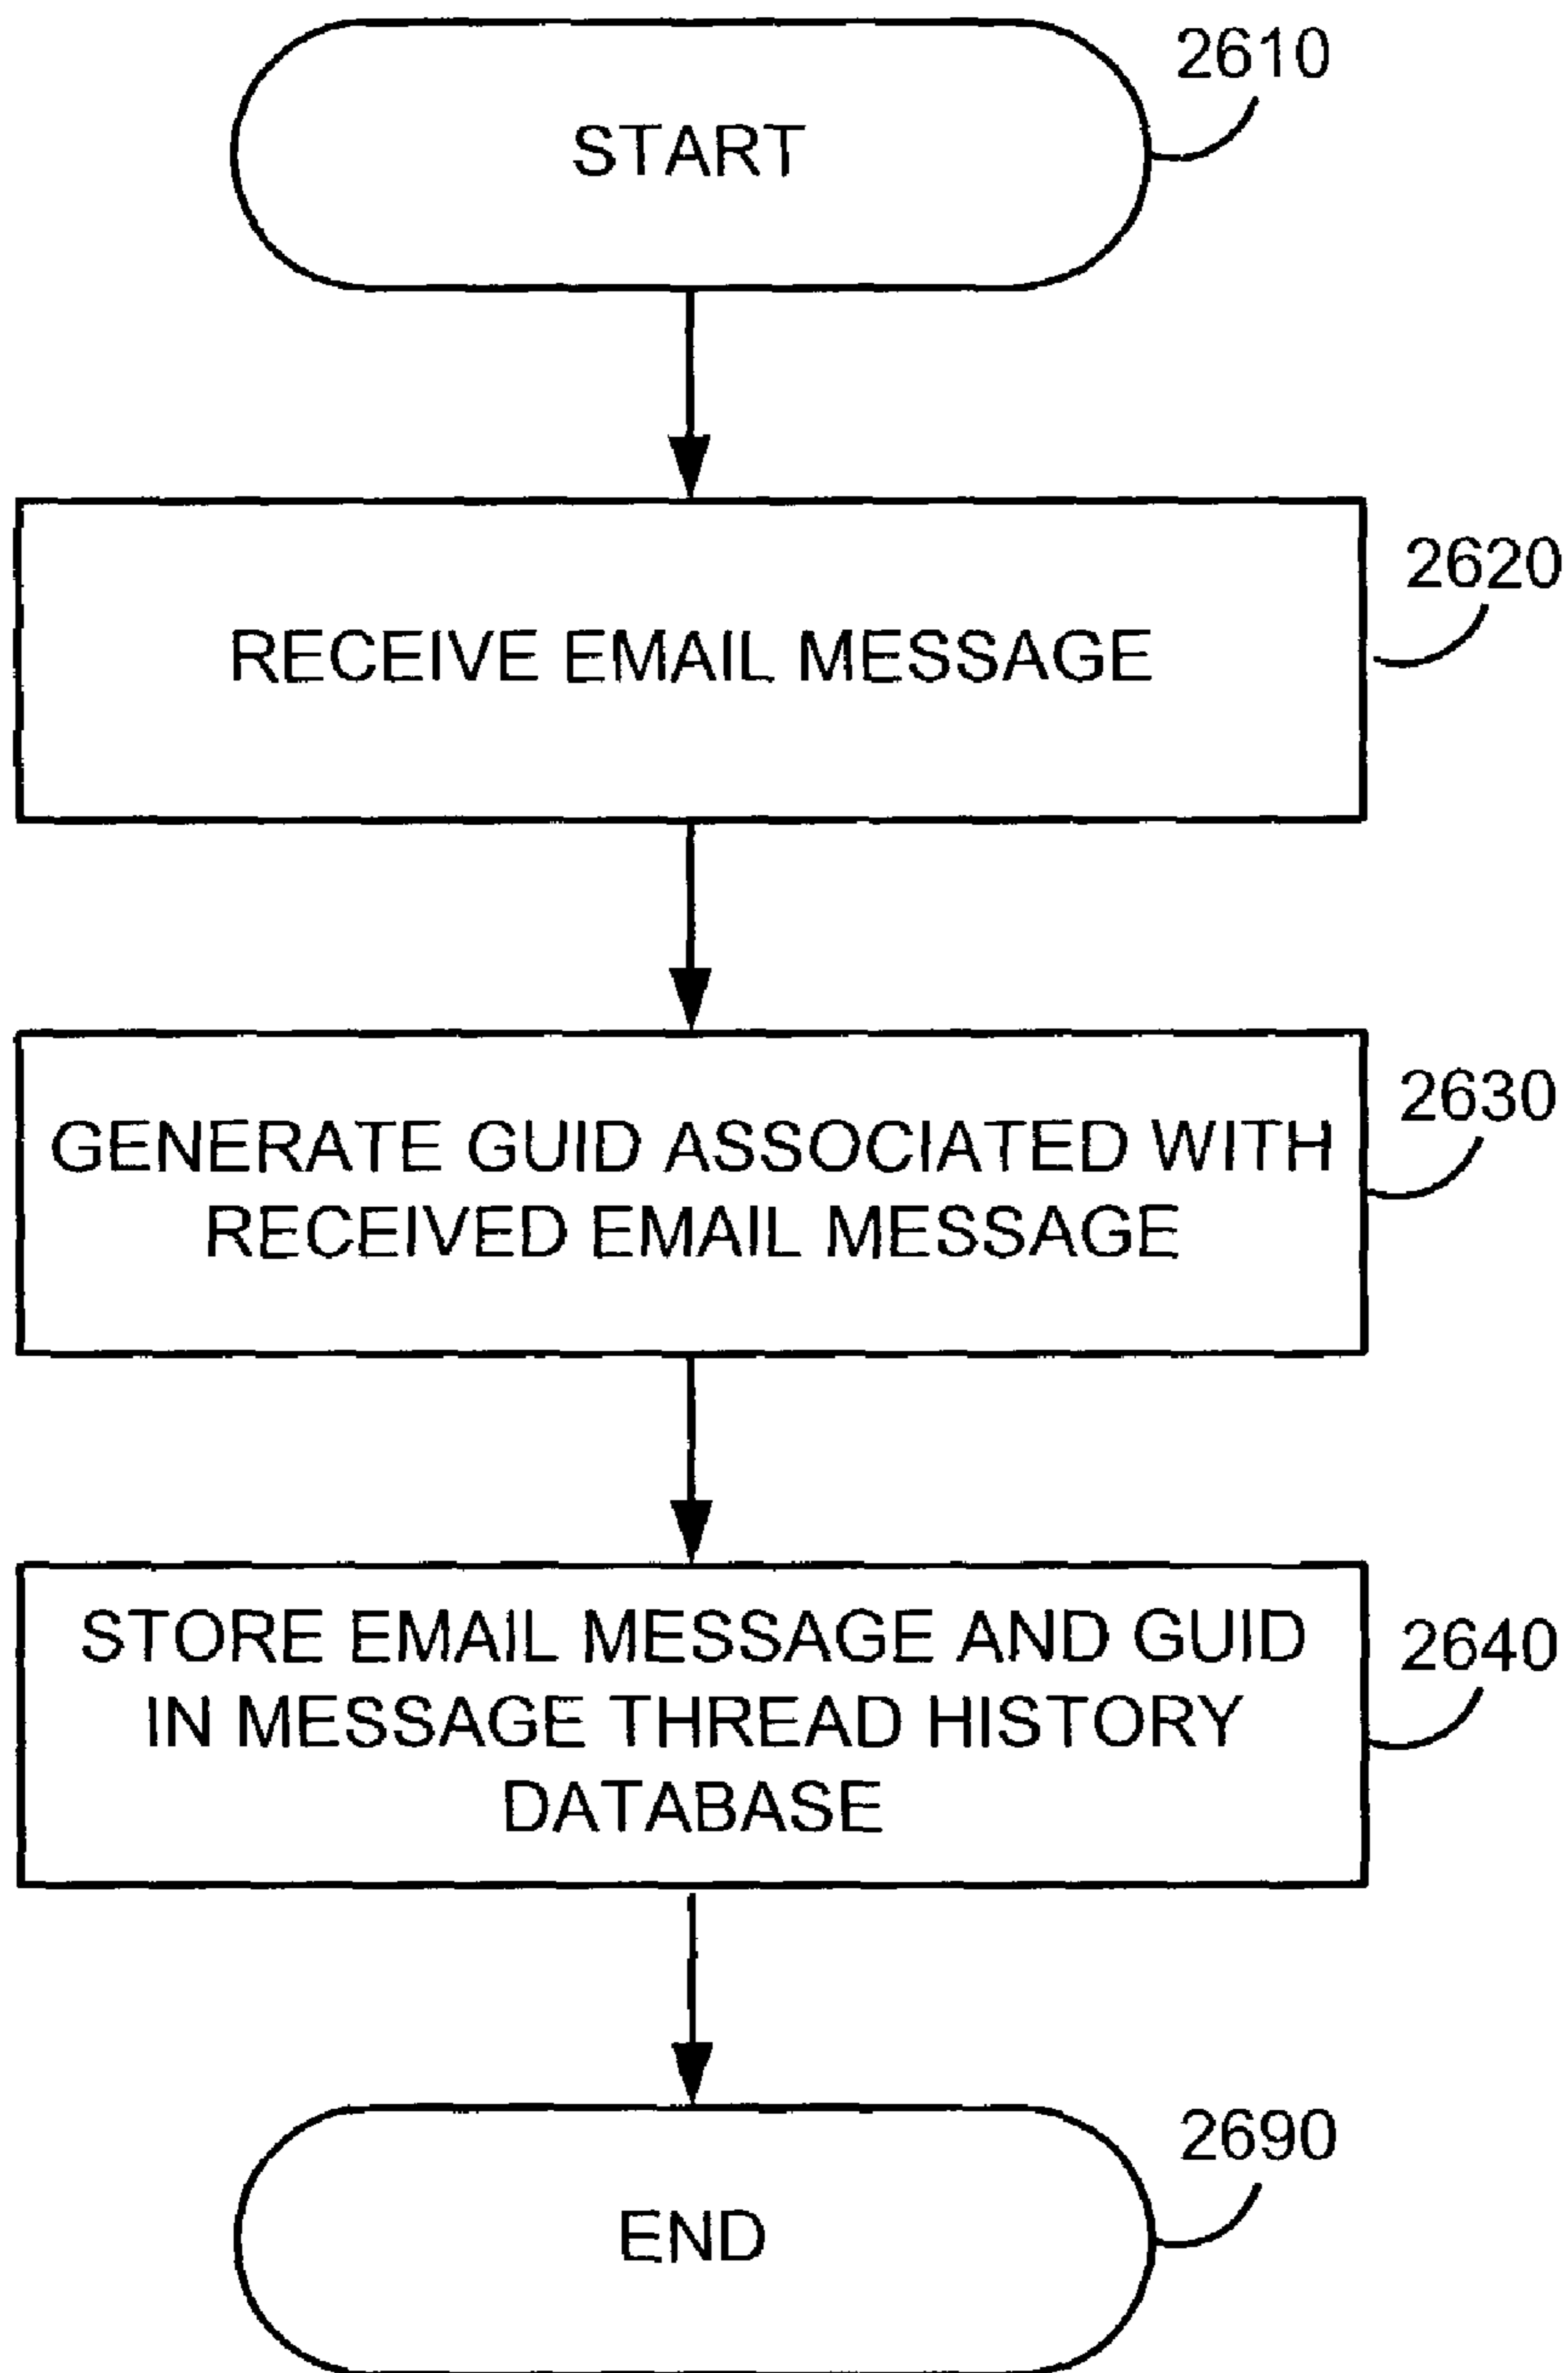 2610
START
2620
RECEIVE EMAIL MESSAGE
2630
GENERATE GUID ASSOCIATED WITH
RECEIVED EMAIL MESSAGE
2640
STORE EMAIL MESSAGE AND GUID
IN MESSAGE THREAD HISTORY
DATABASE
2690
END